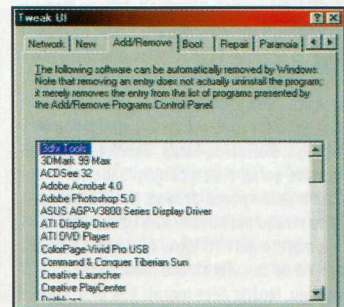 Tweak UI
Network New Add/Remove Boot Repair Paranoia
The following software can be automatically removed by Windows.
Note that removing an entry does not actually uninstall the program;
it merely removes the entry from the list of programs presented by
the Add/Remove Programs Control Panel.
3dfx Tools
3DMark 99 Max
ACDSee 32
Adobe Acrobat 4.0
Adobe Photoshop 5.0
ASUS AGP-V3800 Series Display Driver
ATI Display Driver
ATI DVD Player
ColorPage-Vivid Pro USB
Command & Conquer Tiberian Sun
Creative Launcher
Creative PlayCenter